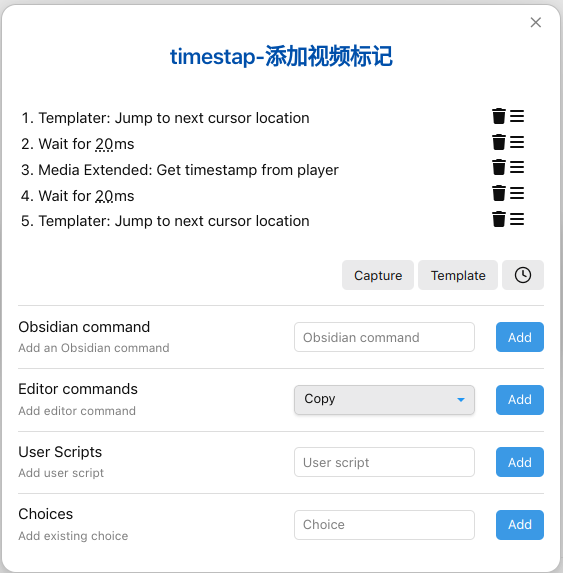 timestap-添加视频标记
1. Templater: Jump to next cursor location
2. Wait for 20ms
3. Media Extended: Get timestamp from player
4. Wait for 20ms
5. Templater: Jump to next cursor location
Capture Template
Obsidian command
Add an Obsidian command
Obsidian command Add
Editor commands
Add editor command
Copy Add
User Scripts
Add user script
User script Add
Choices
Add existing choice
Choice Add